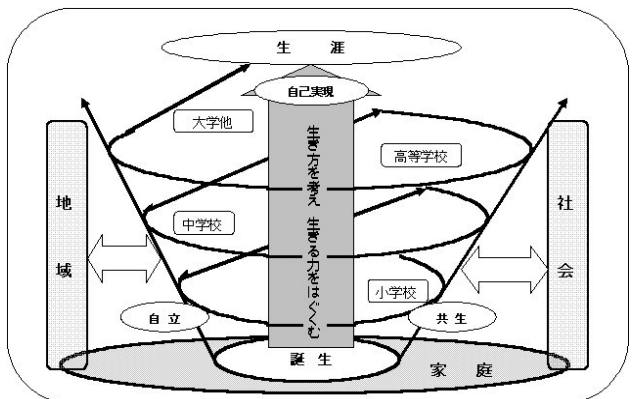 生涯
自己実現
大学他
高等学校
生き方を考え 生きる力をはぐくむ
地域
社会
中学校
小学校
自立
共生
誕生
家庭